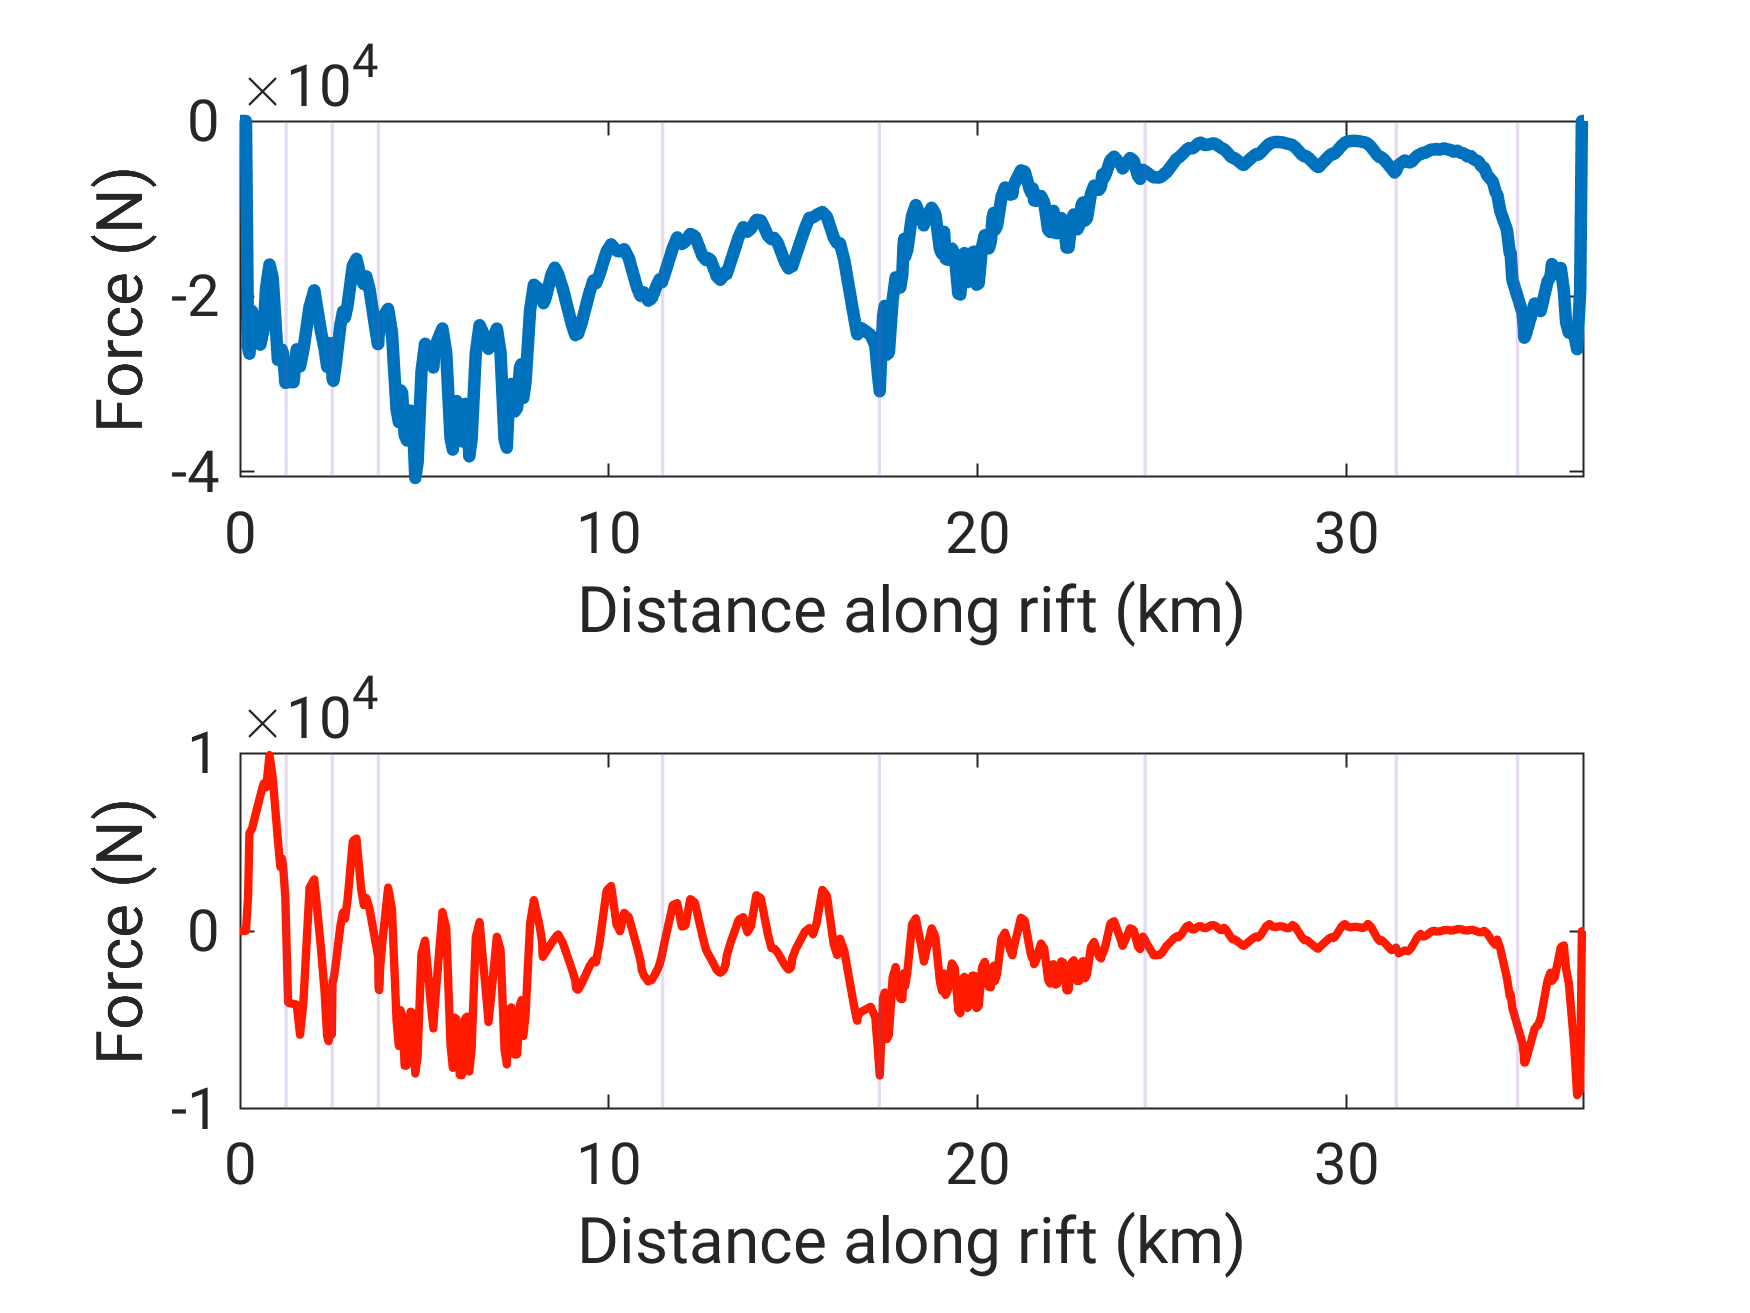 ×10^4
0
-2
-4
Force (N)
0 10 20 30
Distance along rift (km)
×10^4
1
0
-1
Force (N)
0 10 20 30
Distance along rift (km)